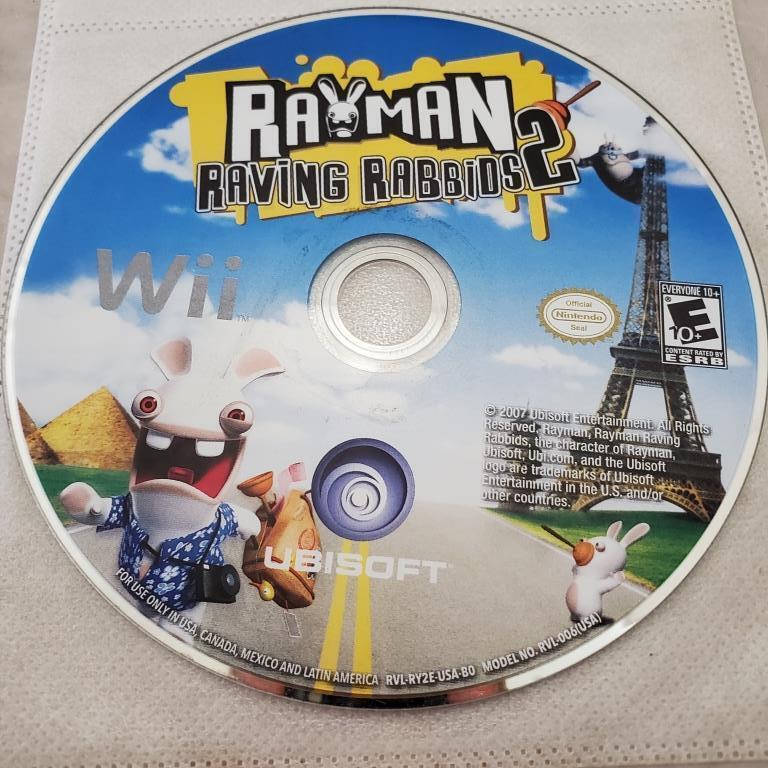 RAYMAN
RAVING RABBIDS 2
Wii TM
Official
Nintendo
Seal
EVERYONE 10+
E
10+
®
CONTENT RATED BY
ESRB
© 2007 Ubisoft Entertainment. All Rights
Reserved. Rayman, Rayman Raving
Rabbids, the character of Rayman,
Ubisoft, Ubi.com, and the Ubisoft
logo are trademarks of Ubisoft
Entertainment in the U.S. and/or
other countries.
UBISOFT
FOR USE ONLY IN USA, CANADA, MEXICO AND LATIN AMERICA RVL-RY2E-USA-B0 MODEL NO. RVL-006(USA)